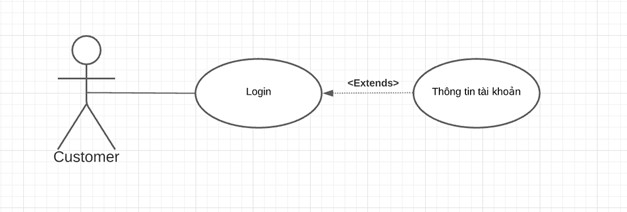 <Extends>
Login
Thông tin tài khoản
Customer